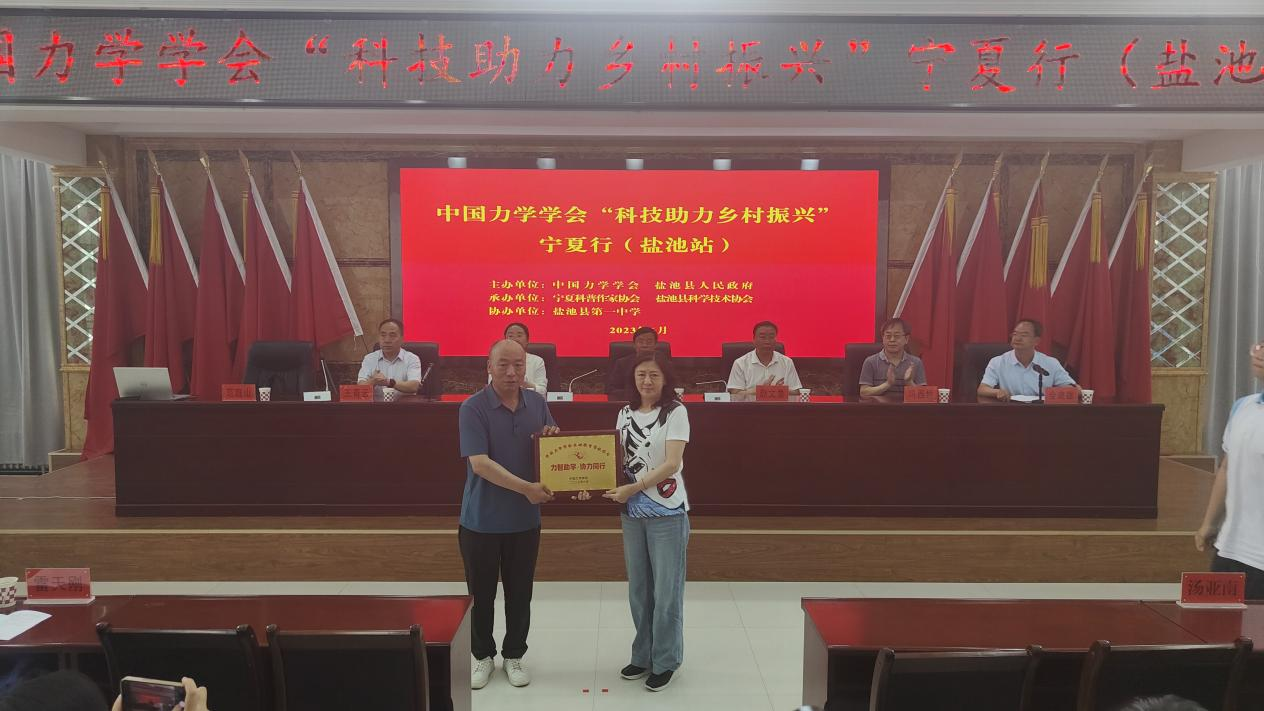 力学学会“科技助力乡村振兴”宁夏行（盐池
中国力学学会“科技助力乡村振兴”
宁夏行（盐池站）
主办单位：中国力学学会 盐池县人民政府
承办单位：宁夏科普作家协会 盐池县科学技术协会
协办单位：盐池县第一中学
2023 月
力智助学·协力同行
雷天刚
汤亚南